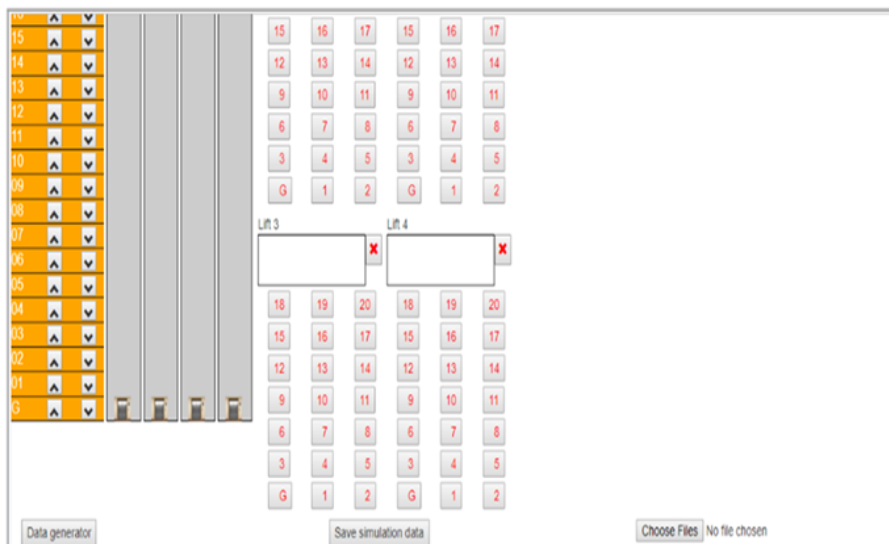 15
14
13
12
11
10
09
08
07
06
05
04
03
02
01
G
15 16 17 15 16 17
12 13 14 12 13 14
9 10 11 9 10 11
6 7 8 6 7 8
3 4 5 3 4 5
G 1 2 G 1 2
Lift 3 Lift 4
18 19 20 18 19 20
15 16 17 15 16 17
12 13 14 12 13 14
9 10 11 9 10 11
6 7 8 6 7 8
3 4 5 3 4 5
G 1 2 G 1 2
Data generator Save simulation data Choose Files No file chosen